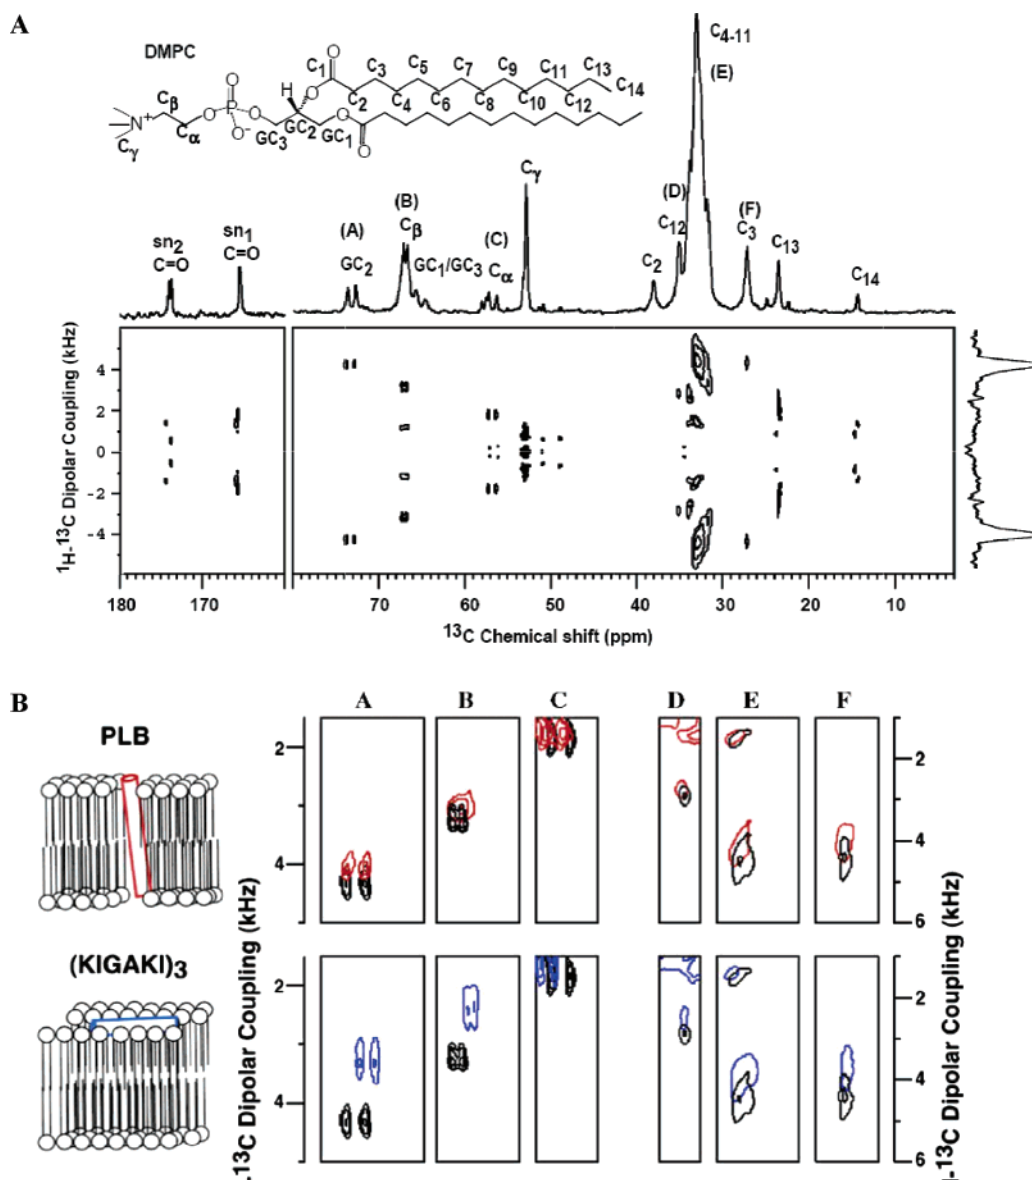 A
DMPC
C1 C3 C5 C7 C9 C11 C13
C2 C4 C6 C8 C10 C12 C14
O H O
Cβ O P O GC2 O
N+ Cα O- GC3 GC1 O
Cγ
C4-11
(E)
sn2
C=O
sn1
C=O
(A)
GC2
(B)
Cβ
GC1/GC3
(C)
Cα
Cγ
C2
(D)
C12
(F)
C3
C13
C14
1H-13C Dipolar Coupling (kHz)
4
2
0
-2
-4
180 170 70 60 50 40 30 20 10
13C Chemical shift (ppm)
B
A B C D E F
PLB
2
4
2
4
6
(KIGAKI)3
2
4
2
4
6
-13C Dipolar Coupling (kHz)
-13C Dipolar Coupling (kHz)